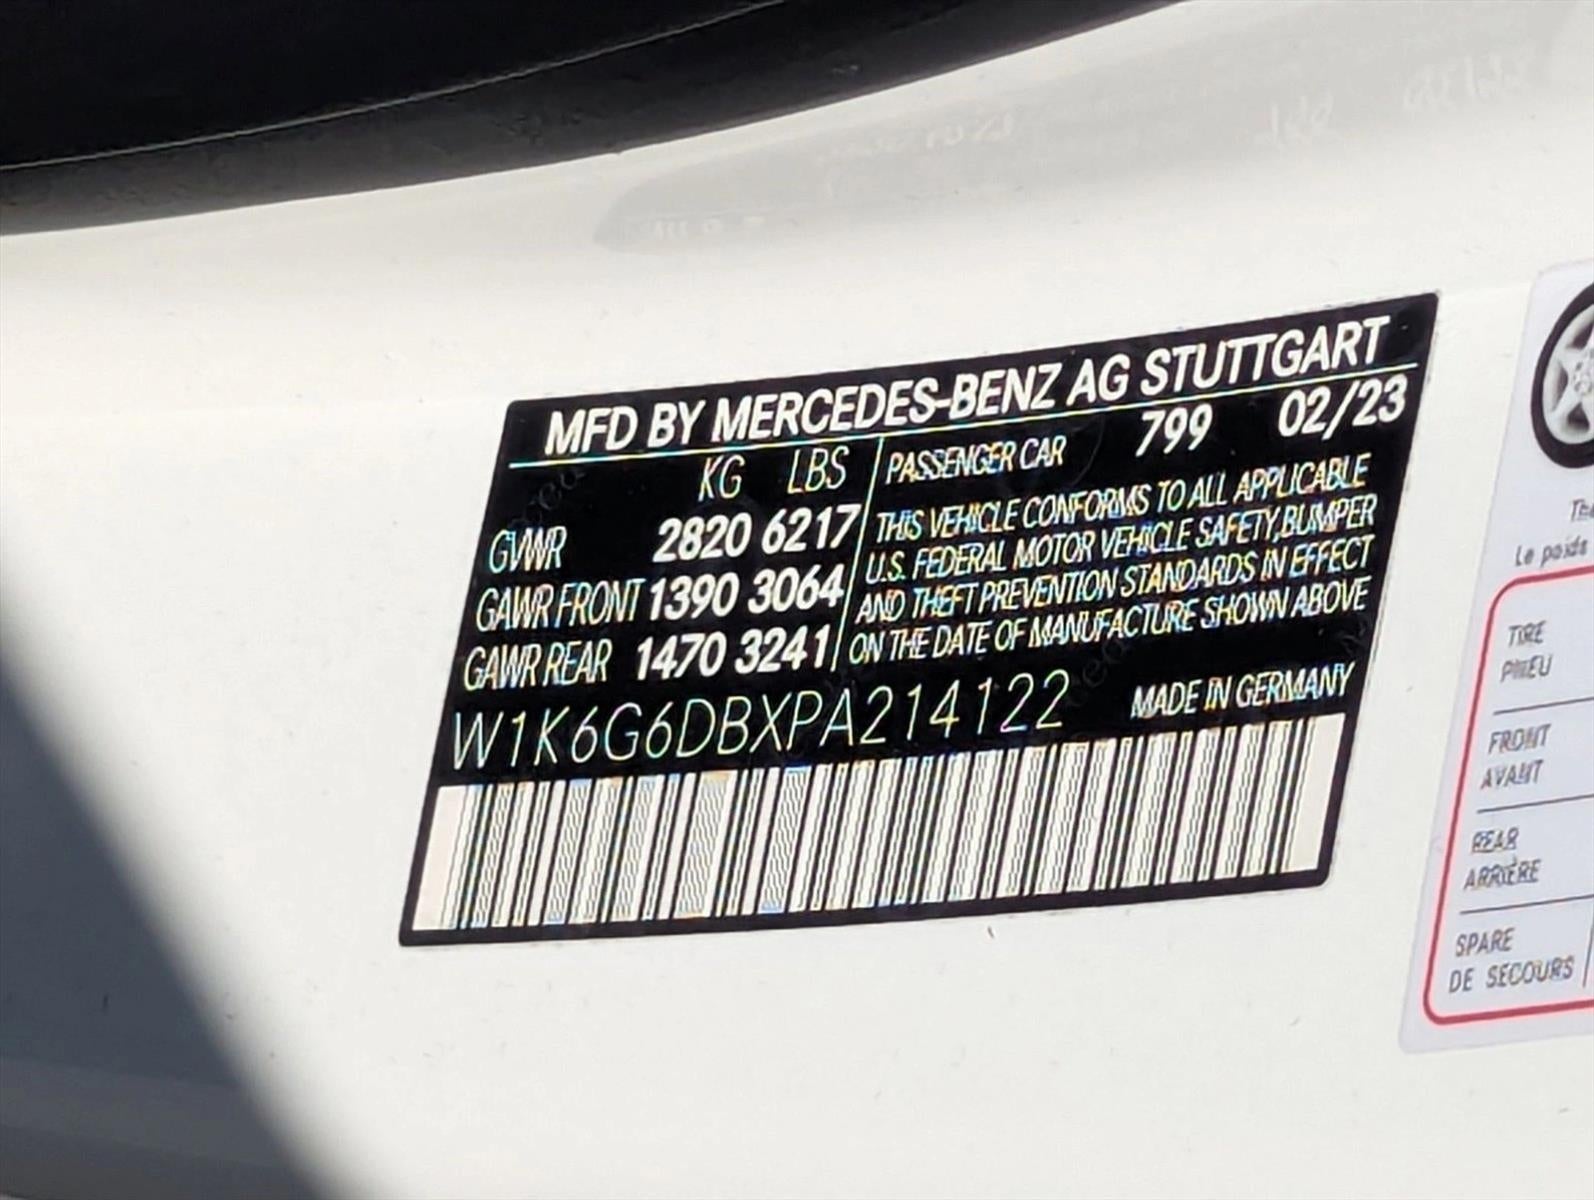 MFD BY MERCEDES-BENZ AG STUTTGART
KG LBS PASSENGER CAR 799 02/23
GVWR 2820 6217
GAWR FRONT 1390 3064
GAWR REAR 1470 3241
THIS VEHICLE CONFORMS TO ALL APPLICABLE
U.S. FEDERAL MOTOR VEHICLE SAFETY,BUMPER
AND THEFT PREVENTION STANDARDS IN EFFECT
ON THE DATE OF MANUFACTURE SHOWN ABOVE
W1K6G6DBXPA214122 MADE IN GERMANY
Le poids
TIRE
PNEU
FRONT
AVANT
REAR
ARRIÈRE
SPARE
DE SECOURS